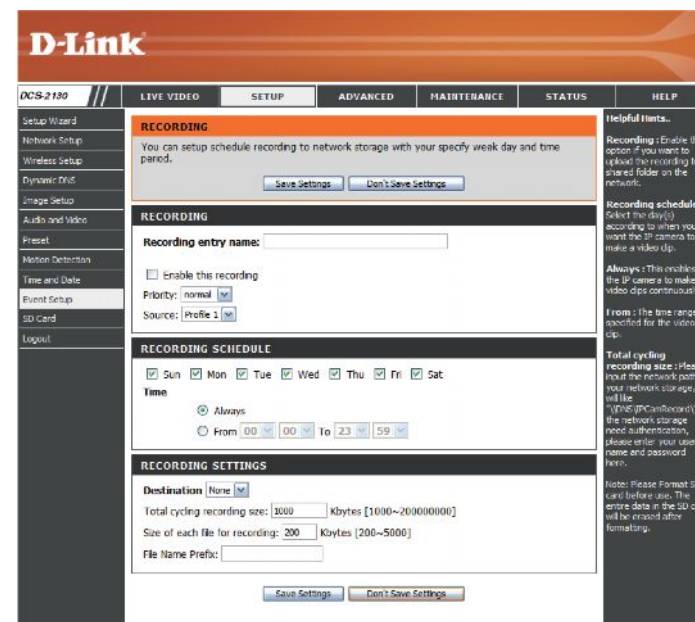 D-Link
DCS-2130
LIVE VIDEO
SETUP
ADVANCED
MAINTENANCE
STATUS
HELP
Setup Wizard
Network Setup
Wireless Setup
Dynamic DNS
Image Setup
Audio and Video
Preset
Motion Detection
Time and Date
Event Setup
SD Card
Logout
RECORDING
You can setup schedule recording to network storage with your specify week day and time
period.
Save Settings Don't Save Settings
RECORDING
Recording entry name:
Enable this recording
Priority: normal
Source: Profile 1
RECORDING SCHEDULE
Sun Mon Tue Wed Thu Fri Sat
Time
Always
From 00 00 To 23 59
RECORDING SETTINGS
Destination None
Total cycling recording size: 1000 Kbytes [1000~200000000]
Size of each file for recording: 200 Kbytes [200~5000]
File Name Prefix:
Save Settings Don't Save Settings
Helpful Hints..
Recording : Enable
option if you want to
upload the recording
shared folder on the
network.
Recording schedule
Select the day(s)
according to when you
want the IP camera to
make a video clip.
Always : This enables
the IP camera to make
video clips continuous
From : The time range
specified for the video
clip.
Total cycling
recording size :
input the network path
your network storage,
will like
"\\DNS\IPCamRecord\
the network storage
need authentication,
please enter your user
name and password
here.
Note: Please Format
card before use. The
entire data in the SD
will be erased after
formatting.